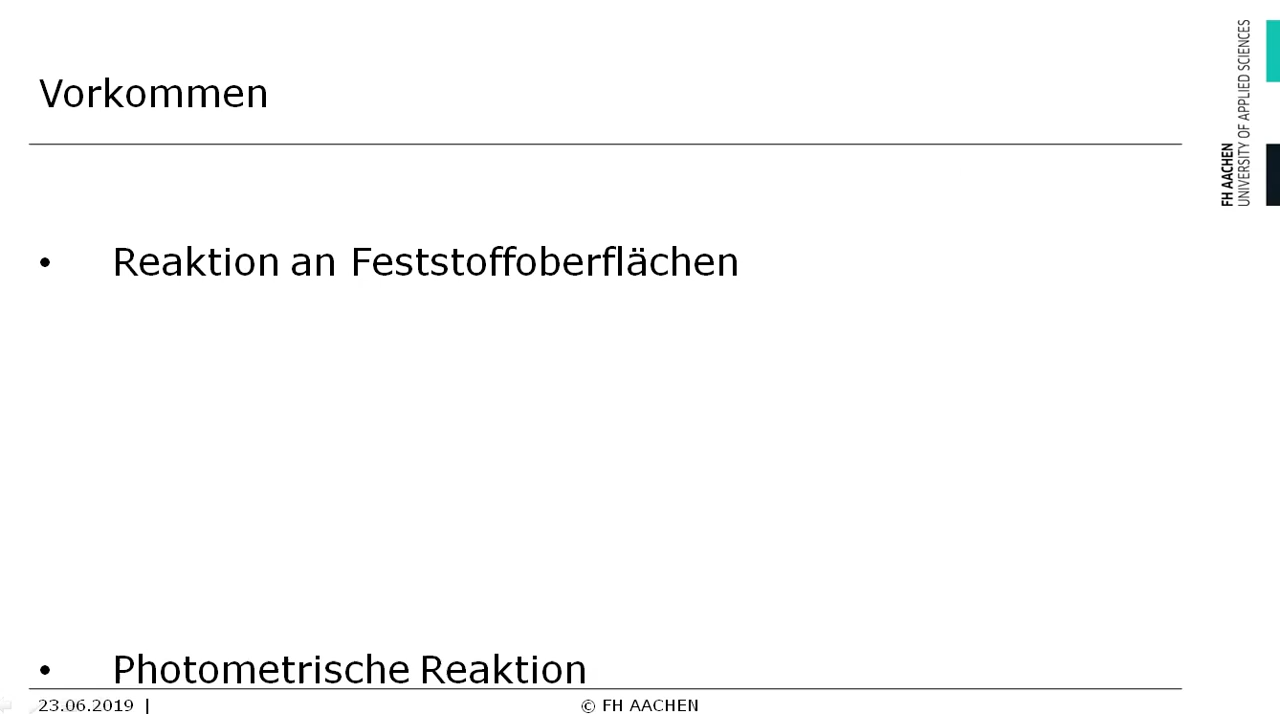 Vorkommen
FH AACHEN
UNIVERSITY OF APPLIED SCIENCES
• Reaktion an Feststoffoberflächen
• Photometrische Reaktion
23.06.2019 |
© FH AACHEN